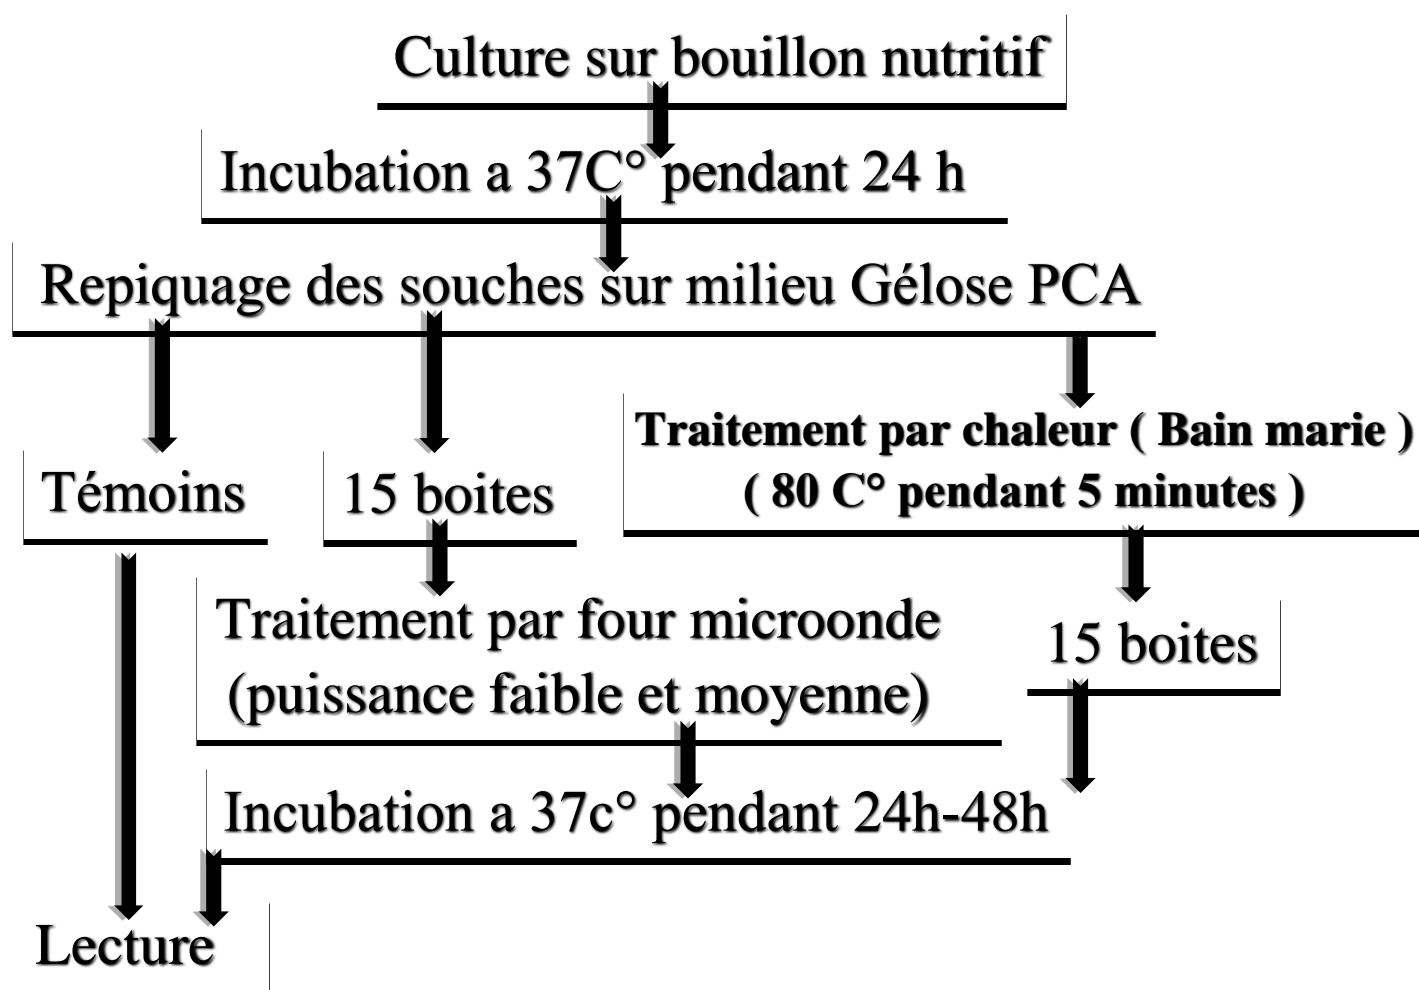 Culture sur bouillon nutritif
Incubation a 37C° pendant 24 h
Repiquage des souches sur milieu Gélose PCA
Traitement par chaleur ( Bain marie )
( 80 C° pendant 5 minutes )
Témoins
15 boites
Traitement par four microonde
(puissance faible et moyenne)
15 boites
Incubation a 37c° pendant 24h-48h
Lecture